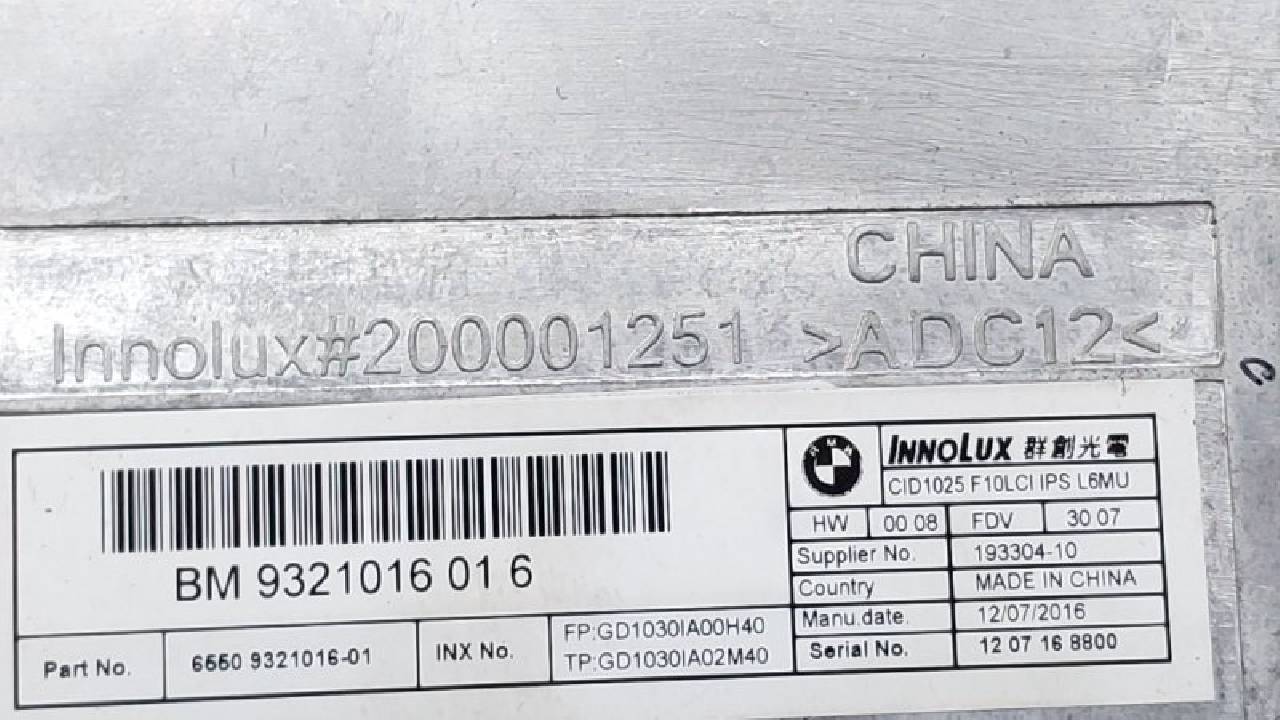 CHINA
Innolux#200001251 >ADC12<
BM 9321016 01 6
Part No. 6550 9321016-01 INX No. FP:GD1030IA00H40
TP:GD1030IA02M40
BMW
INNOLUX 群創光電
CID1025 F10LCI IPS L6MU
HW 00 08 FDV 30 07
Supplier No. 193304-10
Country MADE IN CHINA
Manu.date. 12/07/2016
Serial No. 12 07 16 8800
C